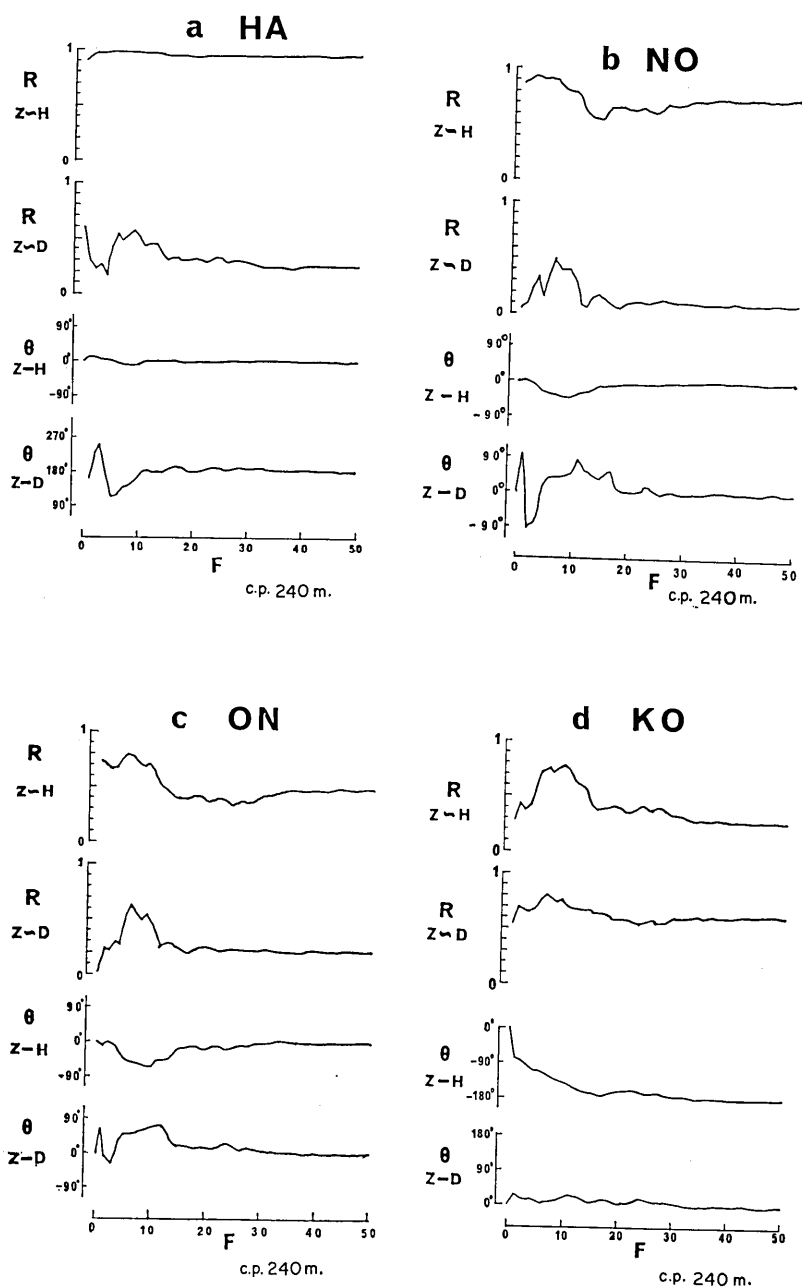 a HA
1
R
Z~H
0
1
R
Z~D
0
90°
θ
0°
Z-H
-90°
270°
θ
180°
Z-D
90°
0 10 20 30 40 50
F
c.p. 240 m.
b NO
1
R
Z~H
0
1
R
Z~D
0
90°
θ
0°
Z-H
-90°
90°
θ
0°
Z-D
-90°
0 10 20 30 40 50
F
c.p. 240 m.
c ON
1
R
Z~H
0
1
R
Z~D
0
90°
θ
0°
Z-H
-90°
90°
θ
0°
Z-D
-90°
0 10 20 30 40 50
F
d KO
1
R
Z~H
0
1
R
Z~D
0
0°
θ
-90°
Z-H
-180°
180°
θ
90°
Z-D
0°
0 10 20 30 40 50
F
c.p. 240 m.